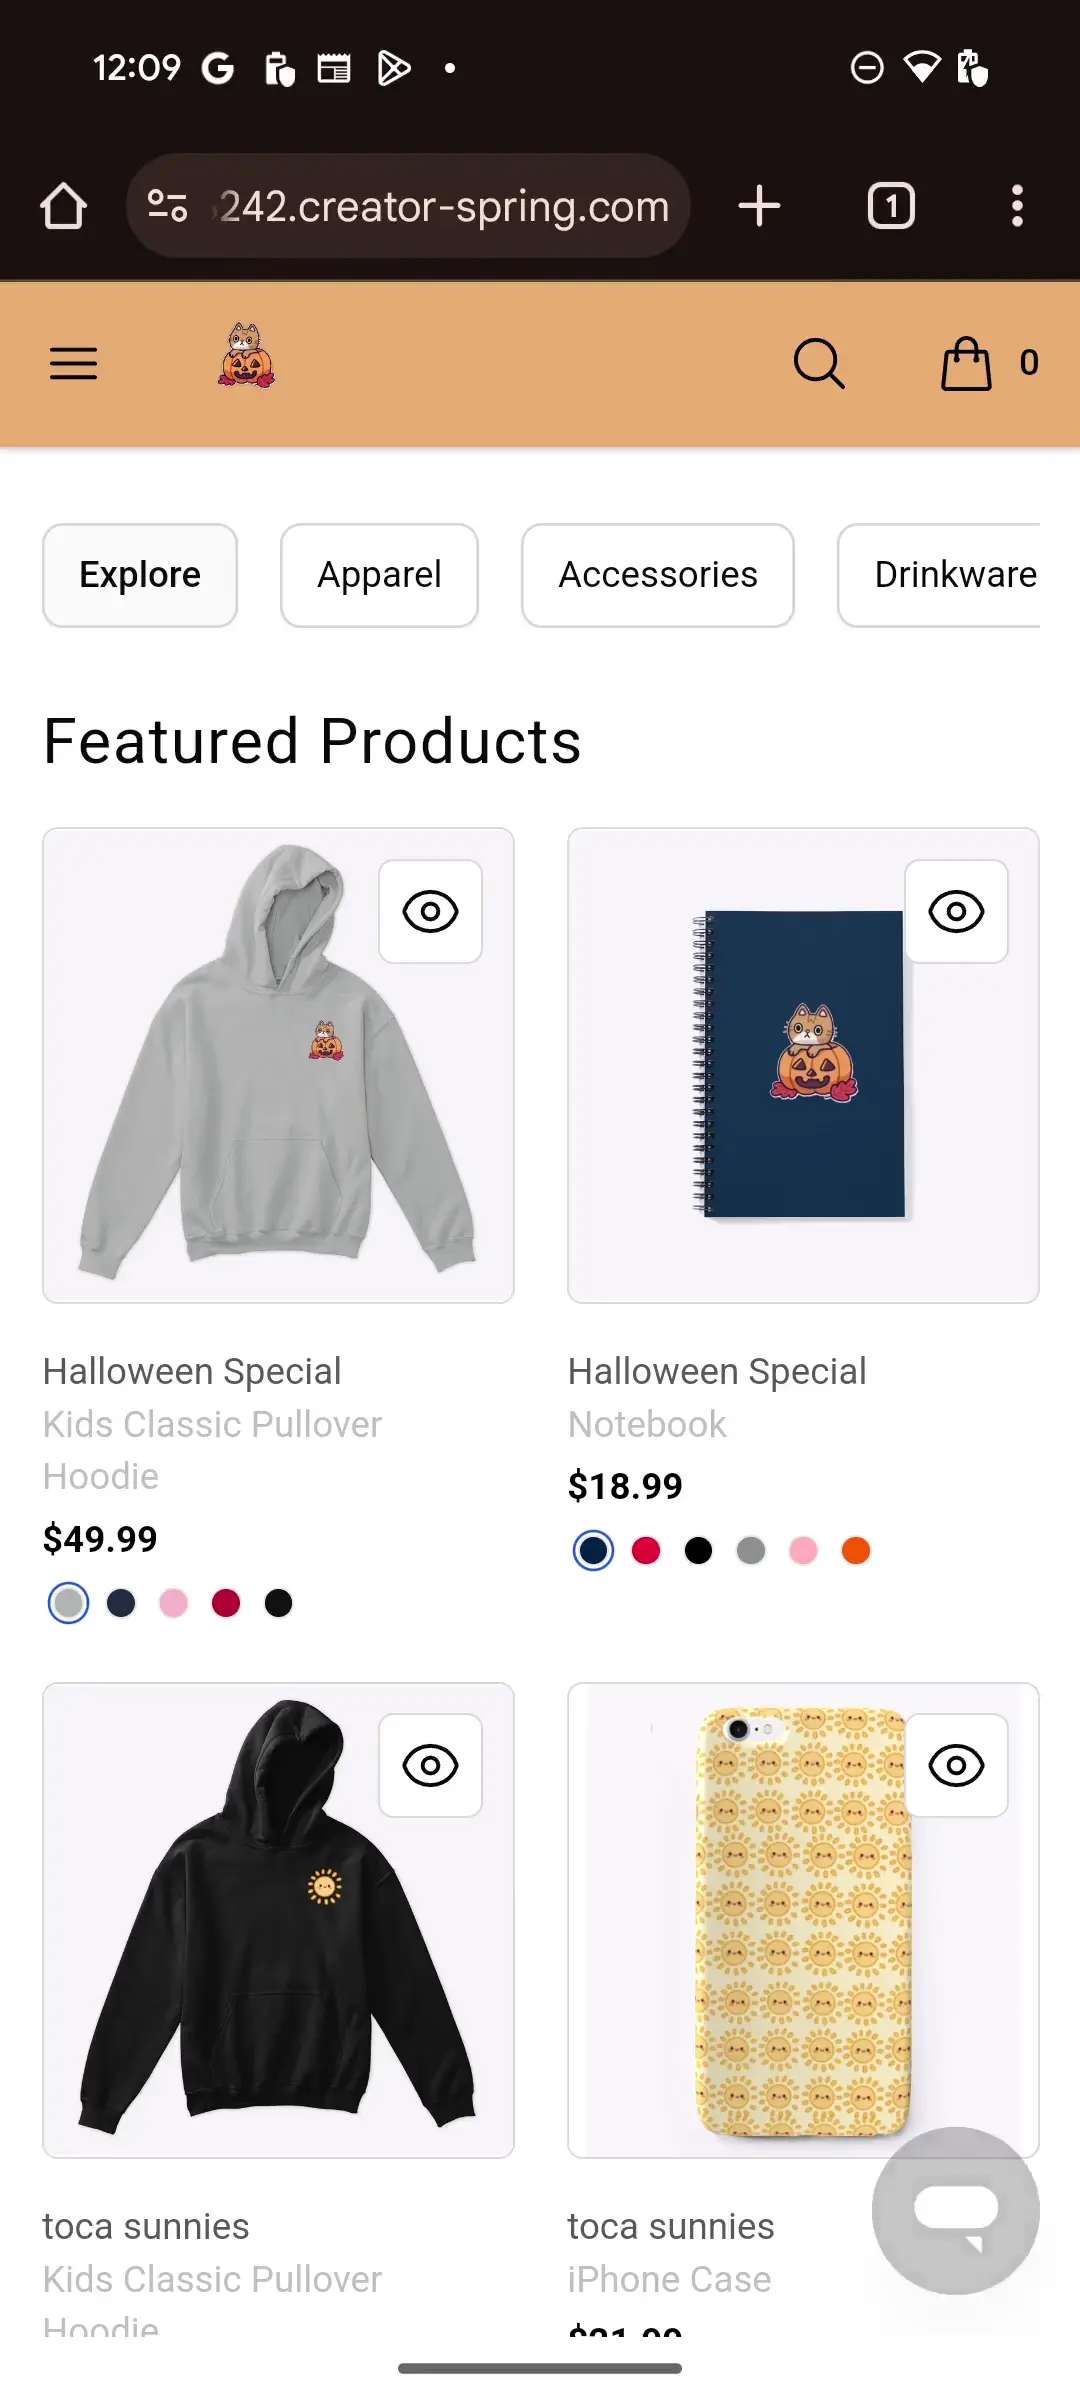 12:09
242.creator-spring.com
1
0
Explore
Apparel
Accessories
Drinkware
Featured Products
Halloween Special
Kids Classic Pullover
Hoodie
$49.99
Halloween Special
Notebook
$18.99
toca sunnies
Kids Classic Pullover
Hoodie
toca sunnies
iPhone Case